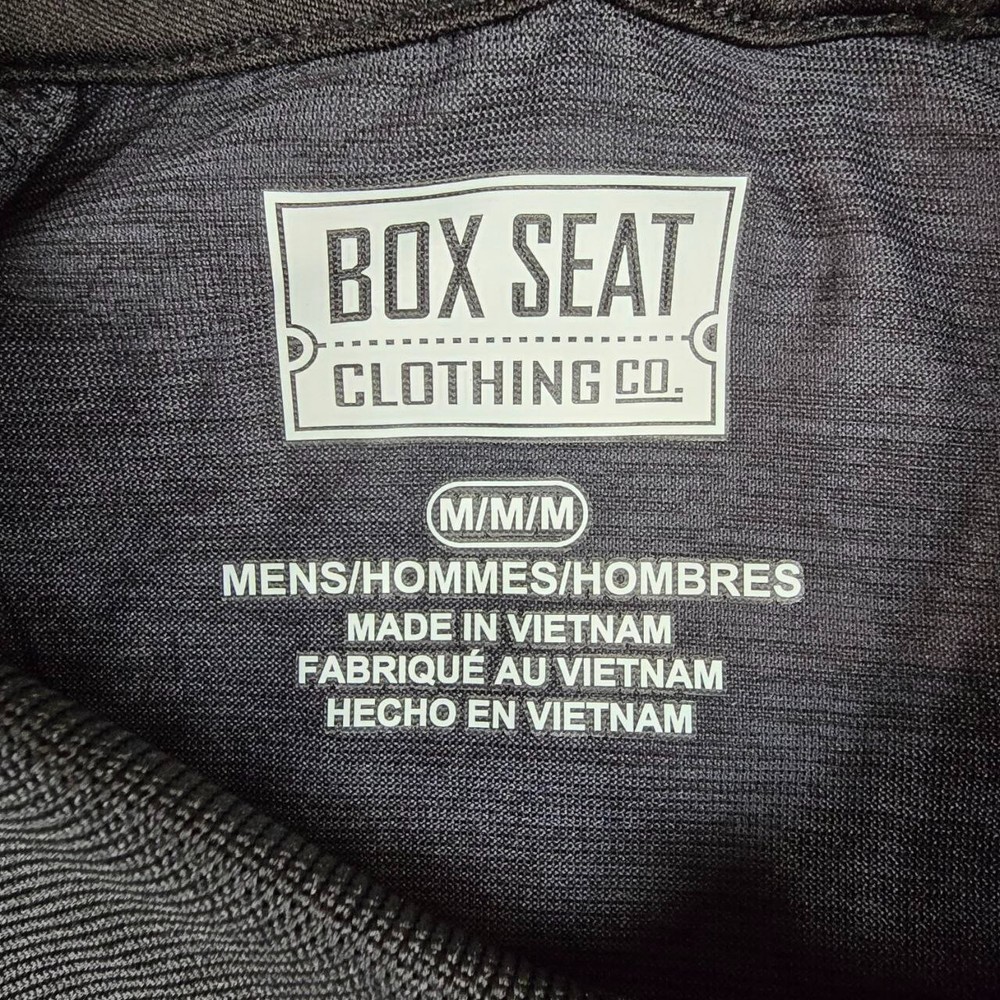 BOX SEAT
CLOTHING CO.
M/M/M
MENS/HOMMES/HOMBRES
MADE IN VIETNAM
FABRIQUÉ AU VIETNAM
HECHO EN VIETNAM